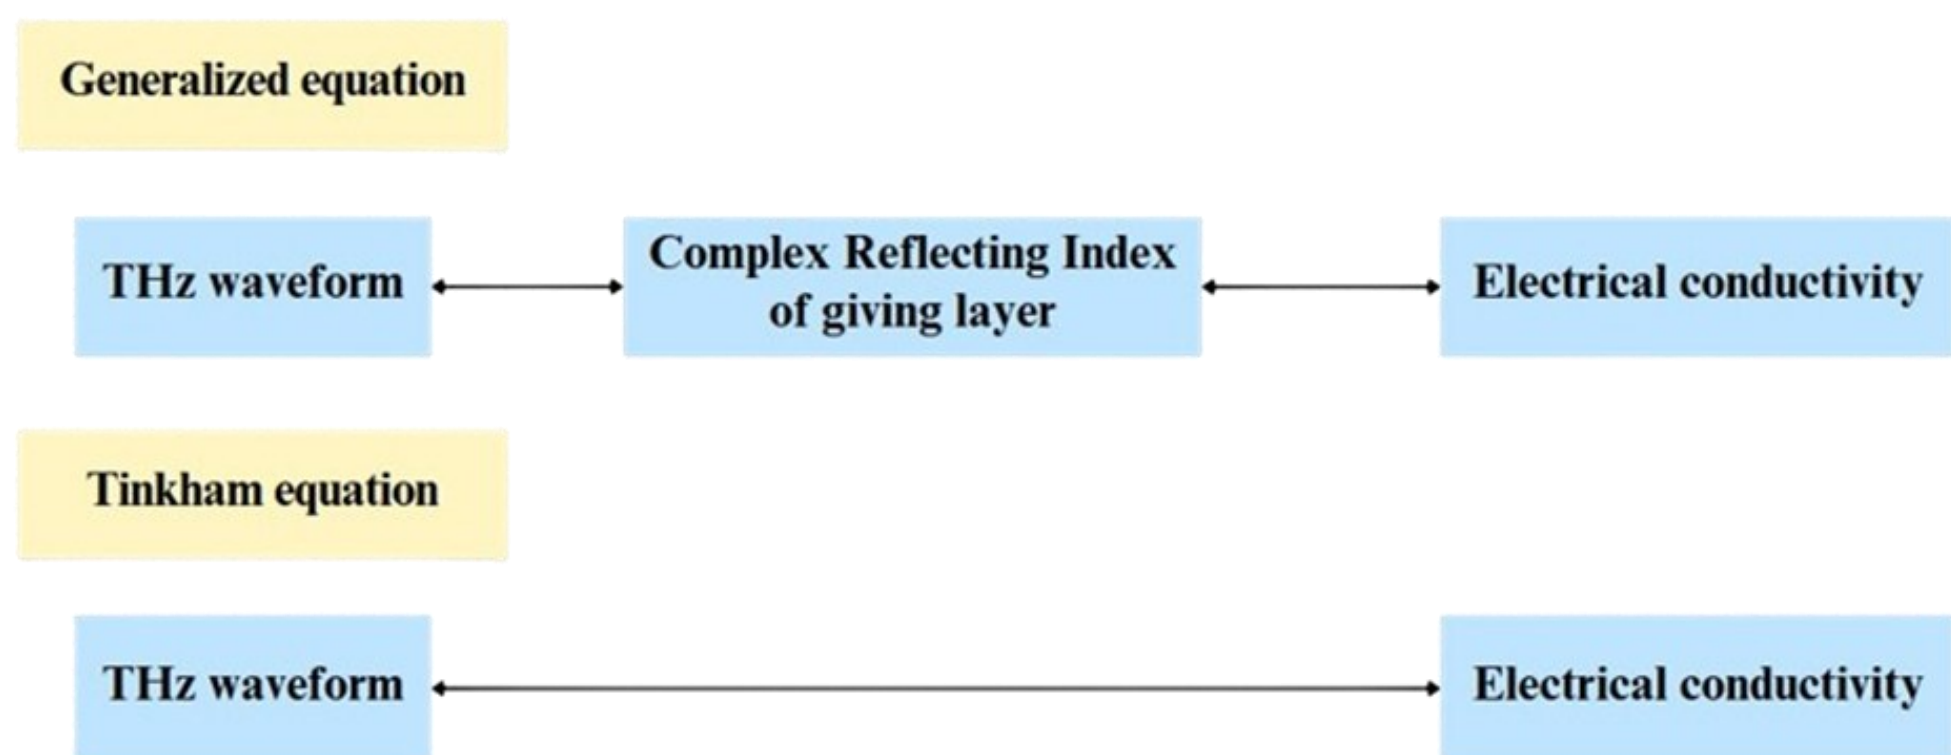 Generalized equation
THz waveform
Complex Reflecting Index
of giving layer
Electrical conductivity
Tinkham equation
THz waveform
Electrical conductivity